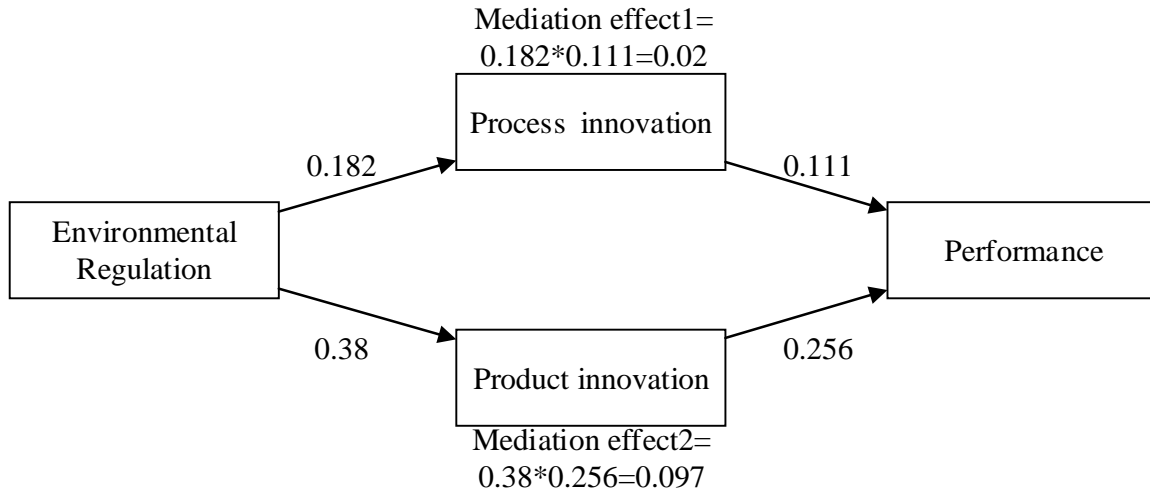 Mediation effect1=
0.182*0.111=0.02
Process innovation
0.182
0.111
Environmental
Regulation
Performance
0.38
0.256
Product innovation
Mediation effect2=
0.38*0.256=0.097